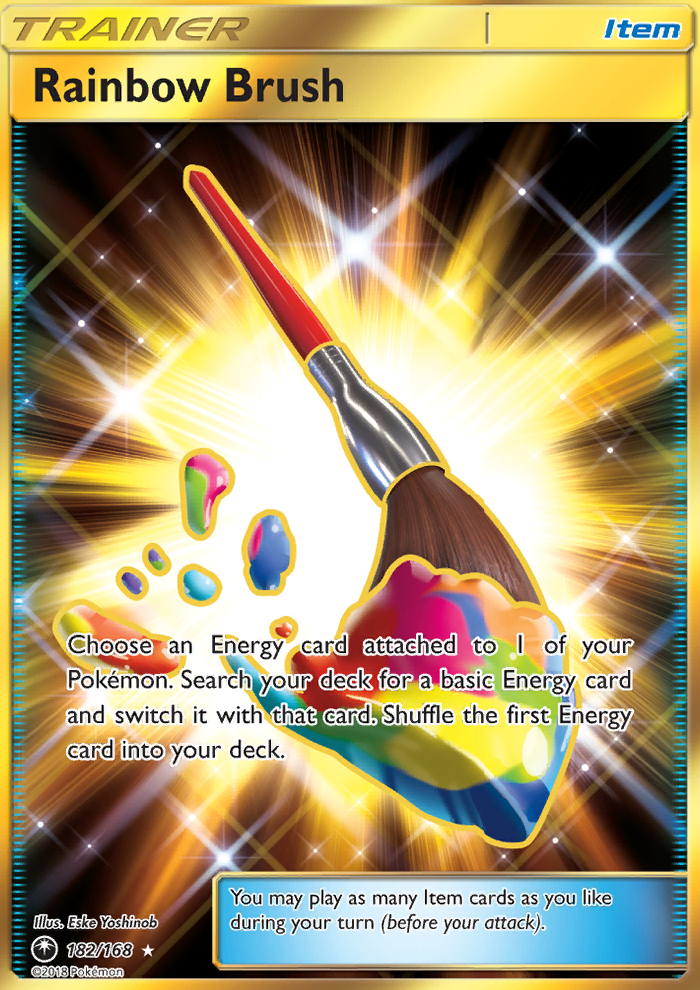 TRAINER
Item
Rainbow Brush
Choose an Energy card attached to 1 of your
Pokémon. Search your deck for a basic Energy card
and switch it with that card. Shuffle the first Energy
card into your deck.
You may play as many Item cards as you like
during your turn (before your attack).
Illus. Eske Yoshinob
182/168
©2018 Pokémon